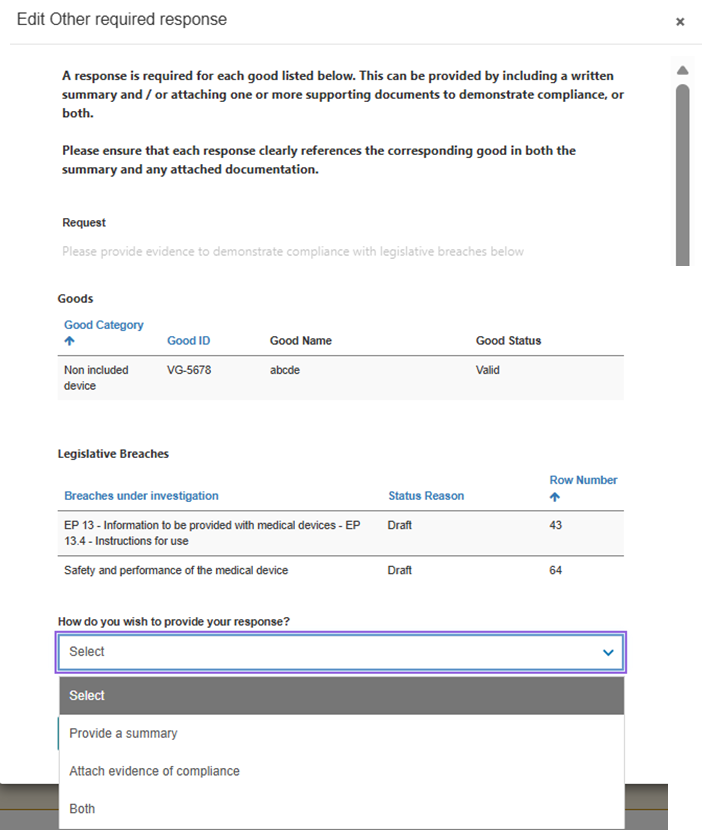 Edit Other required response
×
A response is required for each good listed below. This can be provided by including a written
summary and / or attaching one or more supporting documents to demonstrate compliance, or
both.
Please ensure that each response clearly references the corresponding good in both the
summary and any attached documentation.
Request
Please provide evidence to demonstrate compliance with legislative breaches below
Goods
Good Category ↑ Good ID Good Name Good Status
Non included device VG-5678 abcde Valid
Legislative Breaches
Breaches under investigation Status Reason Row Number ↑
EP 13 - Information to be provided with medical devices - EP Draft 43
13.4 - Instructions for use
Safety and performance of the medical device Draft 64
How do you wish to provide your response?
Select
Select
Provide a summary
Attach evidence of compliance
Both